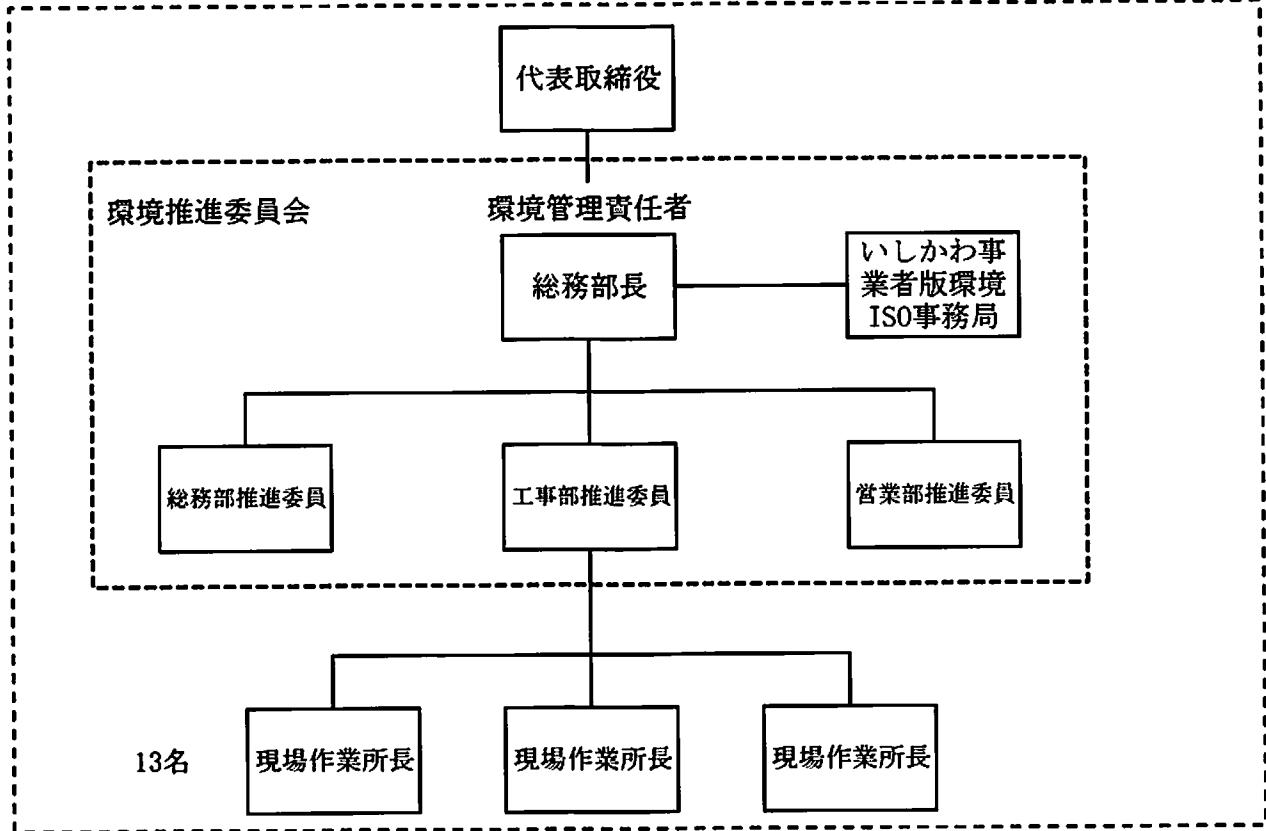 代表取締役
環境推進委員会
環境管理責任者
総務部長
いしかわ事
業者版環境
ISO事務局
総務部推進委員
工事部推進委員
営業部推進委員
13名
現場作業所長
現場作業所長
現場作業所長